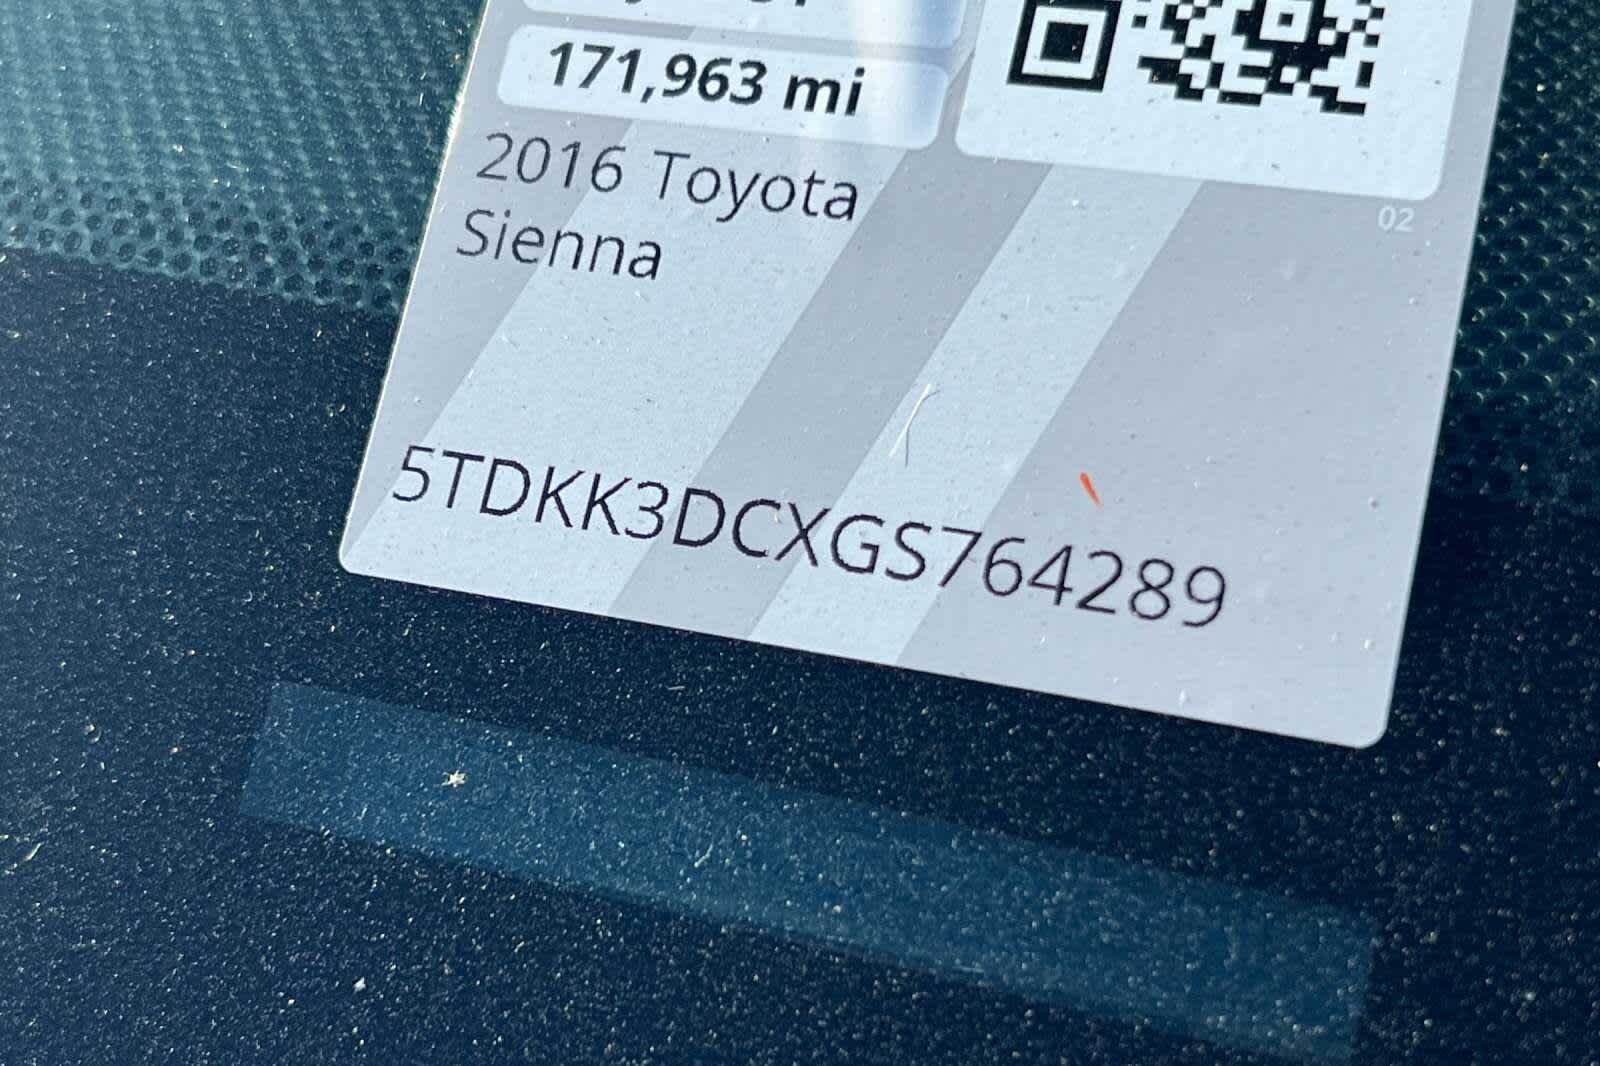 171,963 mi
2016 Toyota
Sienna
02
5TDKK3DCXGS764289